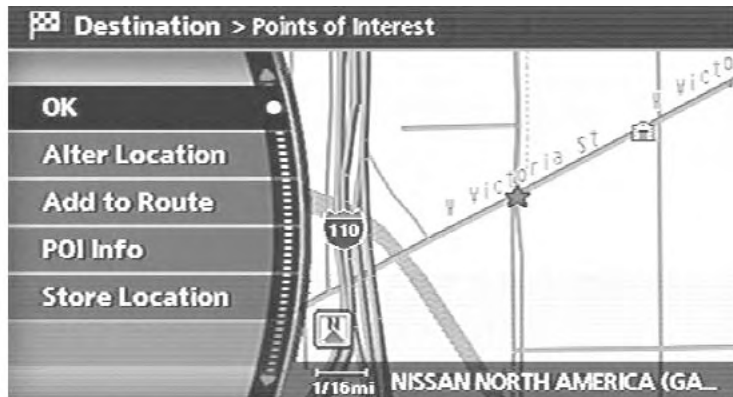 Destination > Points of Interest
OK
Alter Location
Add to Route
POI Info
Store Location
W Victo
W Victoria St
110
N
1/16mi
NISSAN NORTH AMERICA (GA...